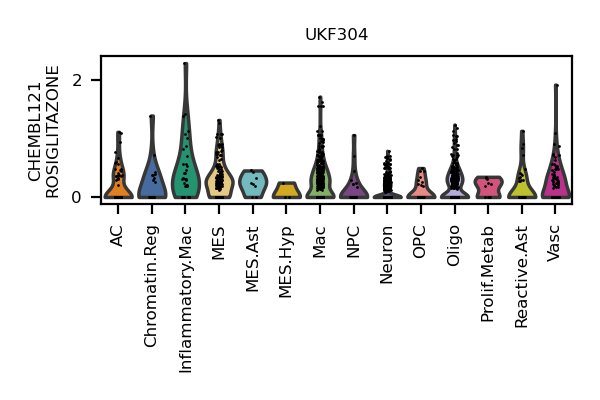 UKF304
CHEMBL121
ROSIGLITAZONE
2
0
AC
Chromatin.Reg
Inflammatory.Mac
MES
MES.Ast
MES.Hyp
Mac
NPC
Neuron
OPC
Oligo
Prolif.Metab
Reactive.Ast
Vasc